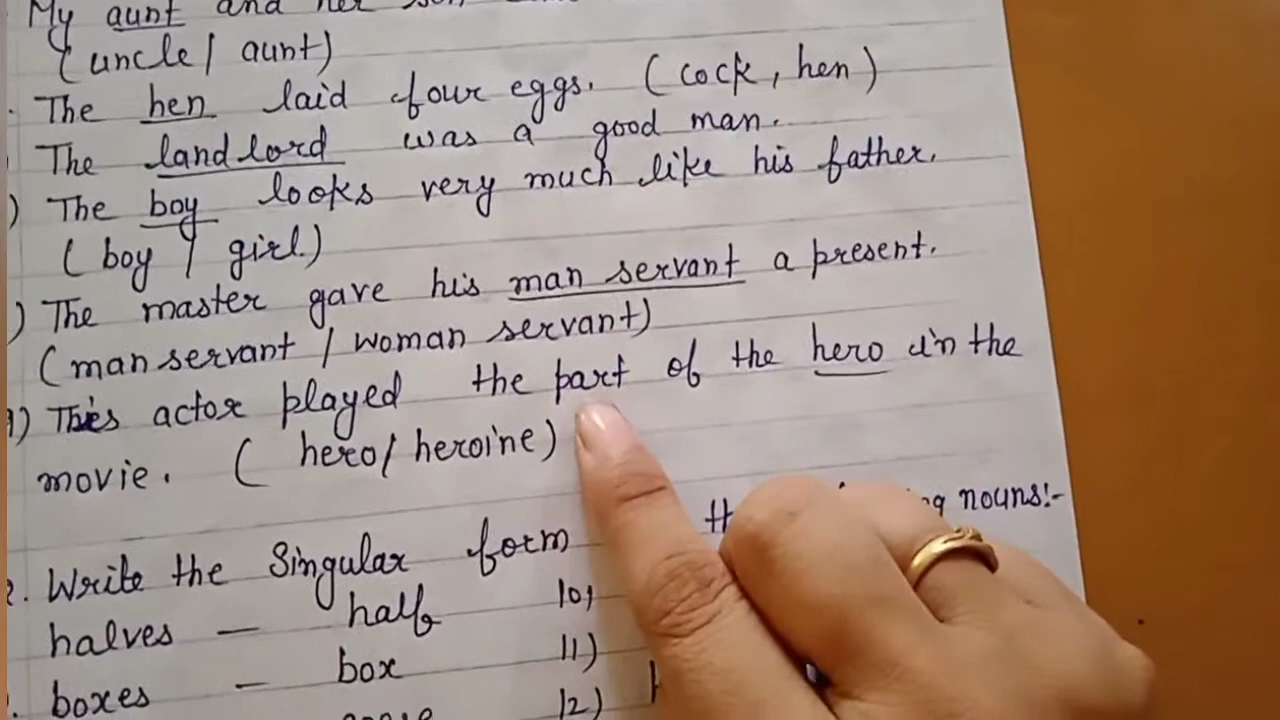 My aunt and her son
(uncle / aunt)
The hen laid four eggs. (cock, hen)
The landlord was a good man.
) The boy looks very much like his father.
(boy / girl)
) The master gave his man servant a present.
(man servant / woman servant)
9) This actor played the part of the hero in the
movie. (hero/ heroine)
2. Write the Singular form nouns:-
halves — half 10)
boxes — box 11)
12)